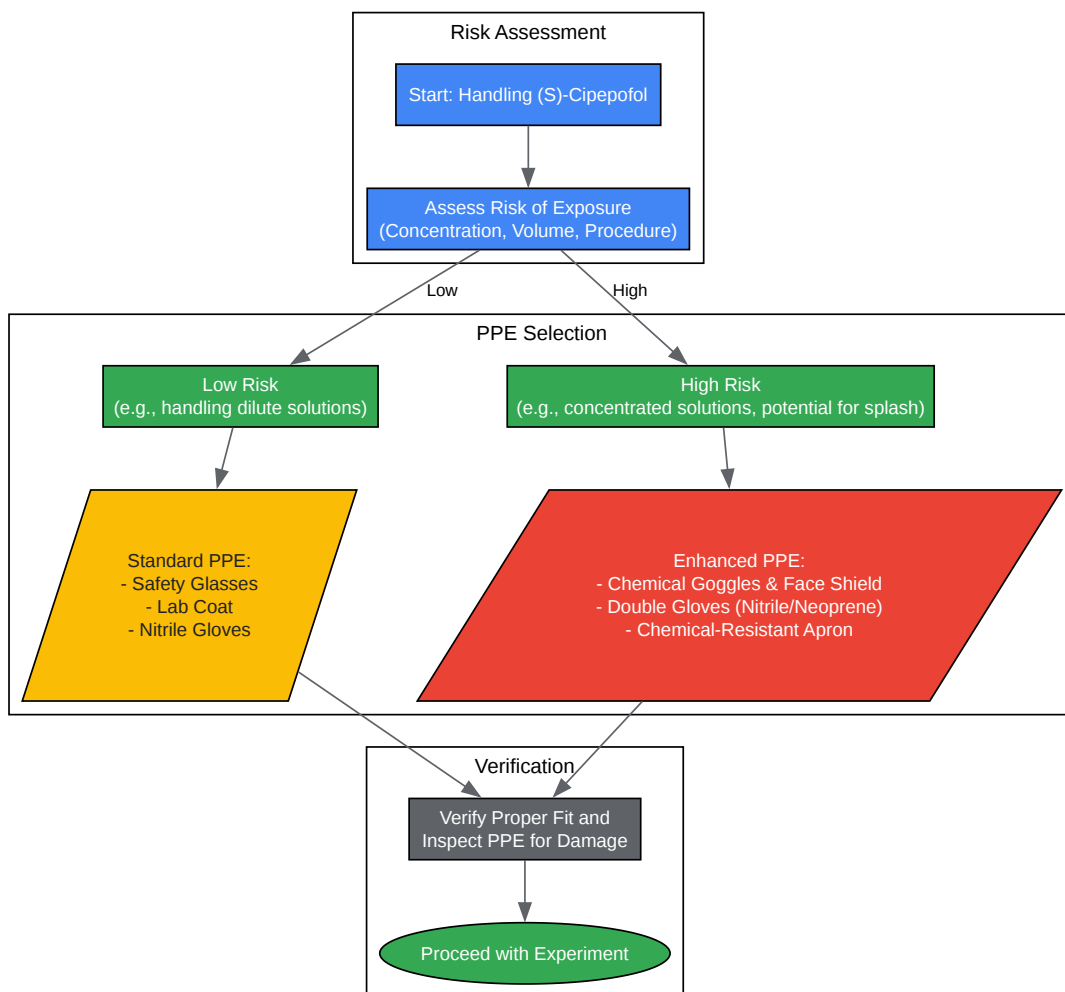 Risk Assessment
Start: Handling (S)-Cipepofol
Assess Risk of Exposure
(Concentration, Volume, Procedure)
Low
High
PPE Selection
Low Risk
(e.g., handling dilute solutions)
High Risk
(e.g., concentrated solutions, potential for splash)
Standard PPE:
- Safety Glasses
- Lab Coat
- Nitrile Gloves
Enhanced PPE:
- Chemical Goggles & Face Shield
- Double Gloves (Nitrile/Neoprene)
- Chemical-Resistant Apron
Verification
Verify Proper Fit and
Inspect PPE for Damage
Proceed with Experiment